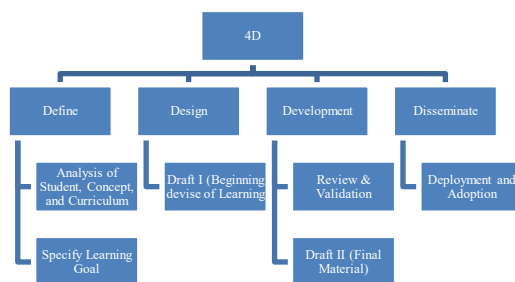 4D
Define
Design
Development
Disseminate
Analysis of
Student, Concept,
and Curriculum
Draft I (Beginning
devise of Learning
Review &
Validation
Deployment and
Adoption
Specify Learning
Goal
Draft II (Final
Material)